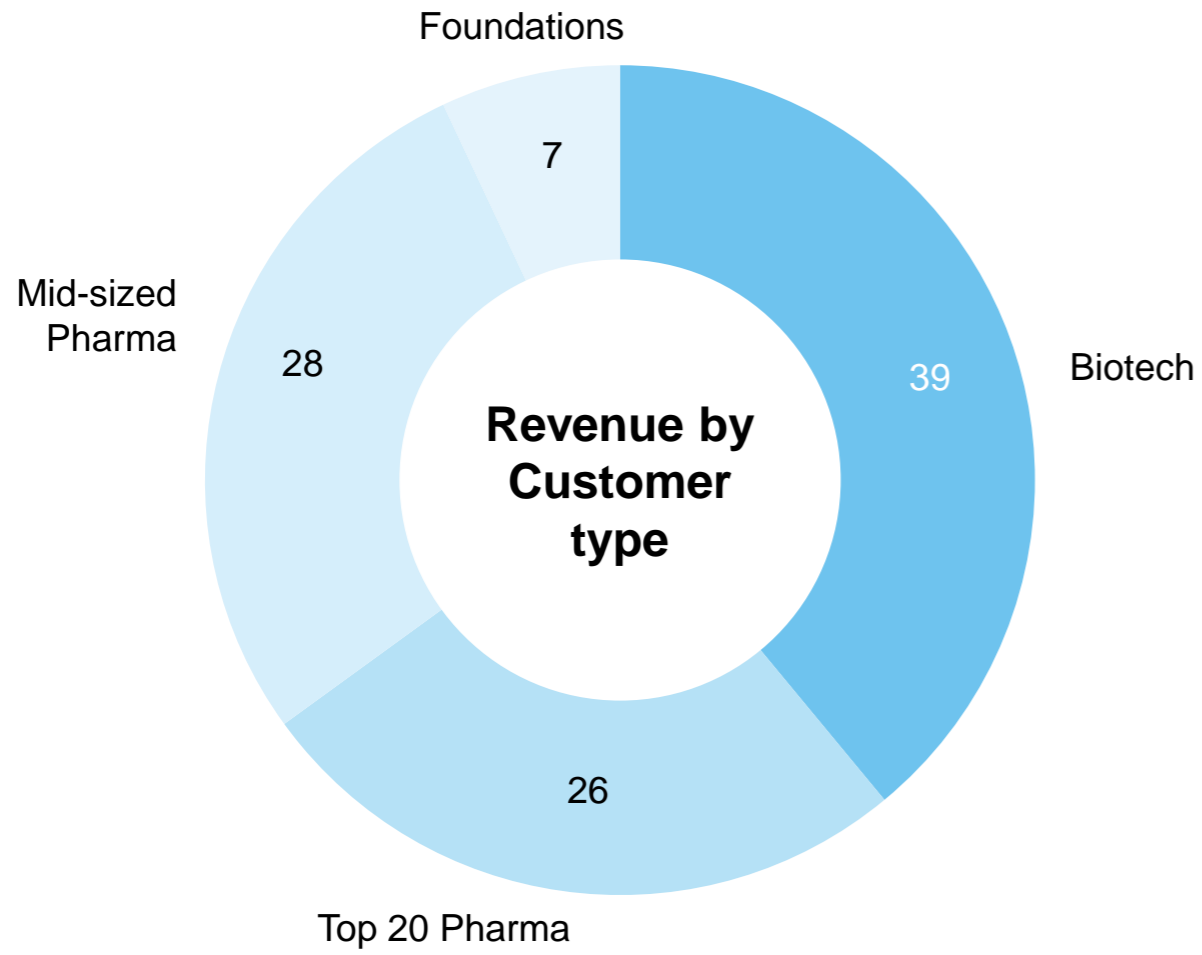 Foundations
7
Mid-sized
Pharma
28
39
Biotech
Revenue by
Customer
type
26
Top 20 Pharma